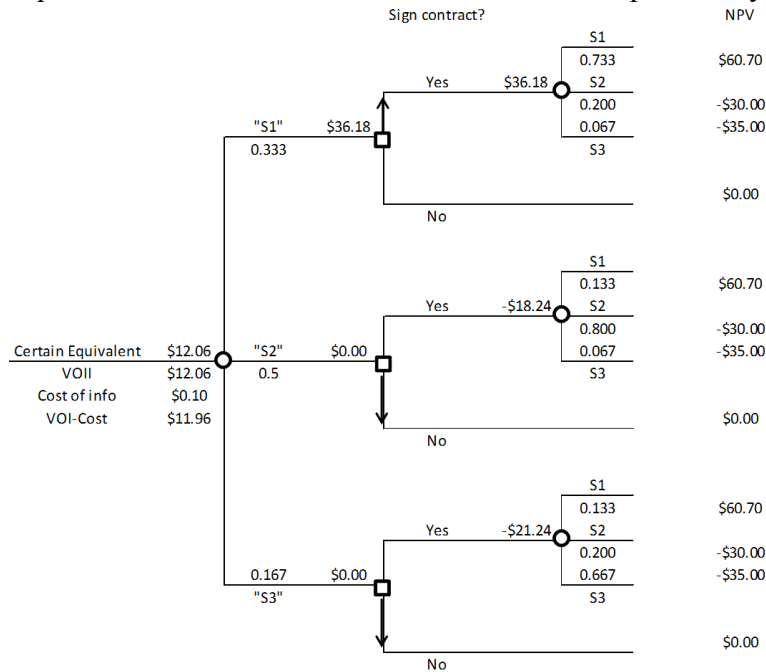 Sign contract? NPV
S1
0.733 $60.70
Yes $36.18 S2
0.200 -$30.00
"S1" $36.18 0.067 -$35.00
0.333 S3
$0.00
No
S1
0.133 $60.70
Yes -$18.24 S2
0.800 -$30.00
Certain Equivalent $12.06 "S2" $0.00 0.067 -$35.00
VOII $12.06 0.5 S3
Cost of info $0.10
VOI-Cost $11.96 $0.00
No
S1
0.133 $60.70
Yes -$21.24 S2
0.200 -$30.00
0.167 $0.00 0.667 -$35.00
"S3" S3
$0.00
No